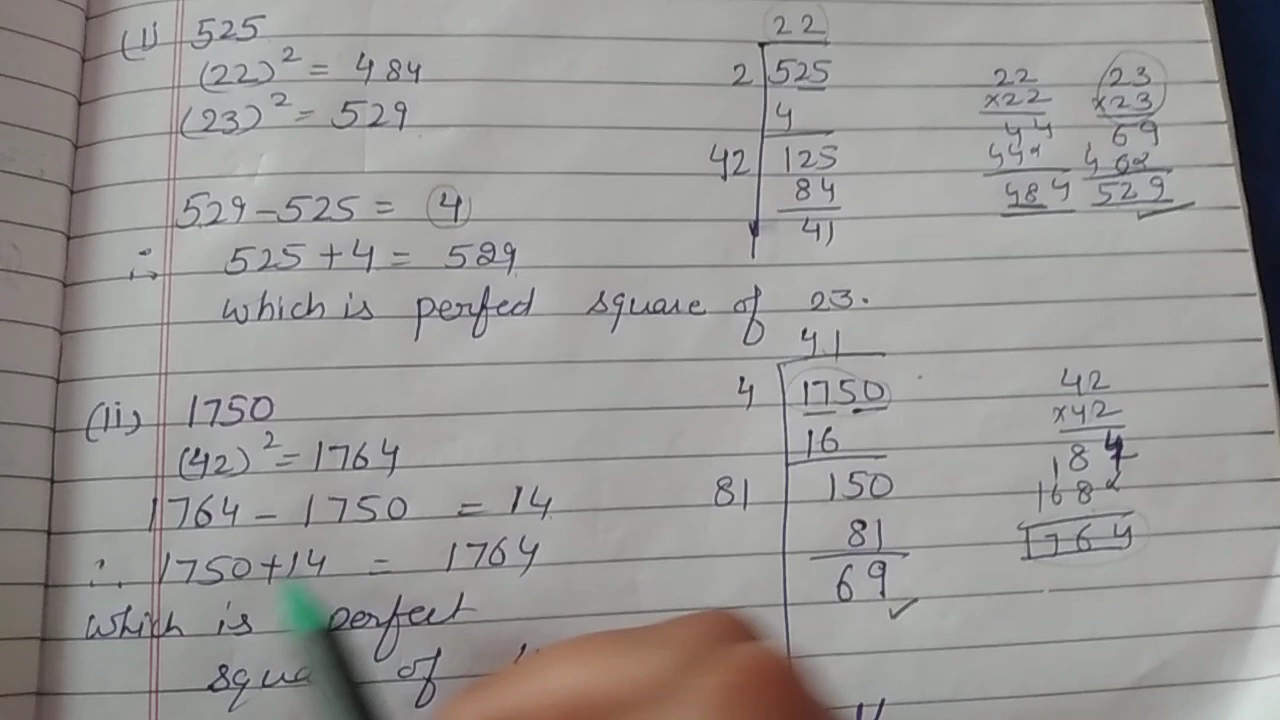 (i) 525
(22)² = 484
(23)² = 529
529 - 525 = 4
∴ 525 + 4 = 529
which is perfect square of 23.
22
2 525
4
42 125
84
41
22
×22
44
44×
484
23
×23
69
46×
529
(ii) 1750
(42)² = 1764
1764 - 1750 = 14
∴ 1750 + 14 = 1764
which is perfect
squa of
41
4 1750
16
81 150
81
69
42
×42
84
168×
1764